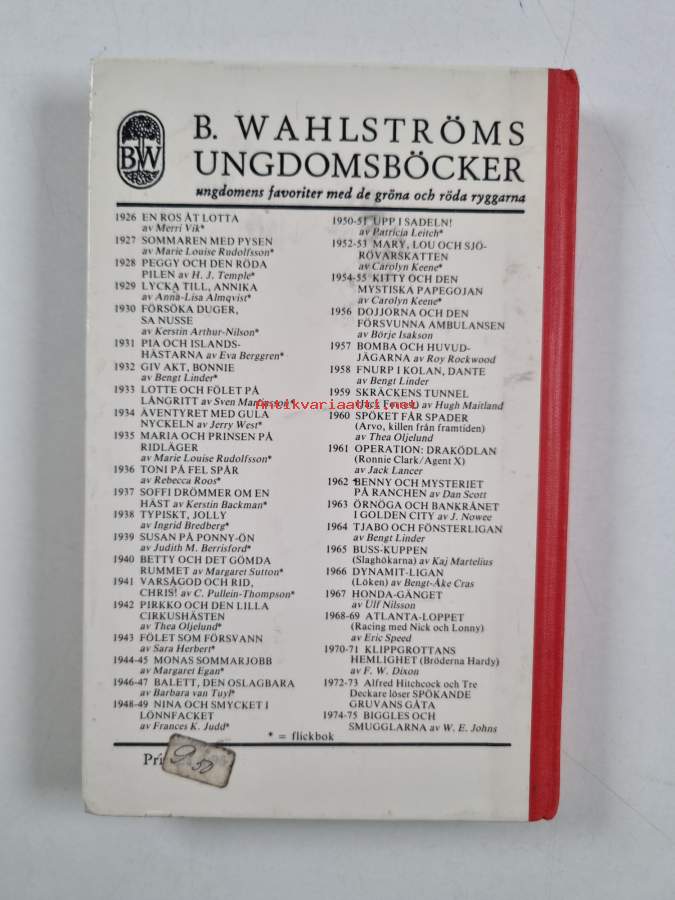 BW
B. WAHLSTRÖMS
UNGDOMSBÖCKER
ungdomens favoriter med de gröna och röda ryggarna
1926 EN ROS ÅT LOTTA
av Merri Vik*
1927 SOMMAREN MED PYSEN
av Marie Louise Rudolfsson*
1928 PEGGY OCH DEN RÖDA
PILEN av H. J. Temple*
1929 LYCKA TILL, ANNIKA
av Anna-Lisa Almqvist*
1930 FÖRSÖKA DUGER,
SA NUSSE
av Kerstin Arthur-Nilson*
1931 PIA OCH ISLANDS-
HÄSTARNA av Eva Berggren*
1932 GIV AKT, BONNIE
av Bengt Linder*
1933 LOTTE OCH FÖLET PÅ
LÅNGRITT av Sven Martinson*
1934 ÄVENTYRET MED GULA
NYCKELN av Jerry West*
1935 MARIA OCH PRINSEN PÅ
RIDLÄGER
av Marie Louise Rudolfsson*
1936 TONI PÅ FEL SPÅR
av Rebecca Roos*
1937 SOFFI DRÖMMER OM EN
HÄST av Kerstin Backman*
1938 TYPISKT, JOLLY
av Ingrid Bredberg*
1939 SUSAN PÅ PONNY-ÖN
av Judith M. Berrisford*
1940 BETTY OCH DET GÖMDA
RUMMET av Margaret Sutton*
1941 VARSÅGOD OCH RID,
CHRIS! av C. Pullein-Thompson*
1942 PIRKKO OCH DEN LILLA
CIRKUSHÄSTEN
av Thea Oljelund*
1943 FÖLET SOM FÖRSVANN
av Sara Herbert*
1944-45 MONAS SOMMARJOBB
av Margaret Egan*
1946-47 BALETT, DEN OSLAGBARA
av Barbara van Tuyl*
1948-49 NINA OCH SMYCKET I
LÖNNFACKET
av Frances K. Judd*
1950-51 UPP I SADELN!
av Patricia Leitch*
1952-53 MARY, LOU OCH SJÖ-
RÖVARSKATTEN
av Carolyn Keene*
1954-55 KITTY OCH DEN
MYSTISKA PAPEGOJAN
av Carolyn Keene*
1956 DOJJORNA OCH DEN
FÖRSVUNNA AMBULANSEN
av Börje Isakson
1957 BOMBA OCH HUVUD-
JÄGARNA av Roy Rockwood
1958 FNURP I KOLAN, DANTE
av Bengt Linder
1959 SKRÄCKENS TUNNEL
av Hugh Maitland
1960 SPÖKET FÅR SPADER
(Arvo, killen från framtiden)
av Thea Oljelund
1961 OPERATION: DRAKÖDLAN
(Ronnie Clark/Agent X)
av Jack Lancer
1962 BENNY OCH MYSTERIET
PÅ RANCHEN av Dan Scott
1963 ÖRNÖGA OCH BANKRÅNET
I GOLDEN CITY av J. Nowee
1964 TJABO OCH FÖNSTERLIGAN
av Bengt Linder
1965 BUSS-KUPPEN
(Slaghökarna) av Kaj Martelius
1966 DYNAMIT-LIGAN
(Löken) av Bengt-Åke Cras
1967 HONDA-GÄNGET
av Ulf Nilsson
1968-69 ATLANTA-LOPPET
(Racing med Nick och Lonny)
av Eric Speed
1970-71 KLIPPGROTTANS
HEMLIGHET (Bröderna Hardy)
av F. W. Dixon
1972-73 Alfred Hitchcock och Tre
Deckare löser SPÖKANDE
GRUVANS GÅTA
1974-75 BIGGLES OCH
SMUGGLARNA av W. E. Johns
* = flickbok
Antikvariaatti.net